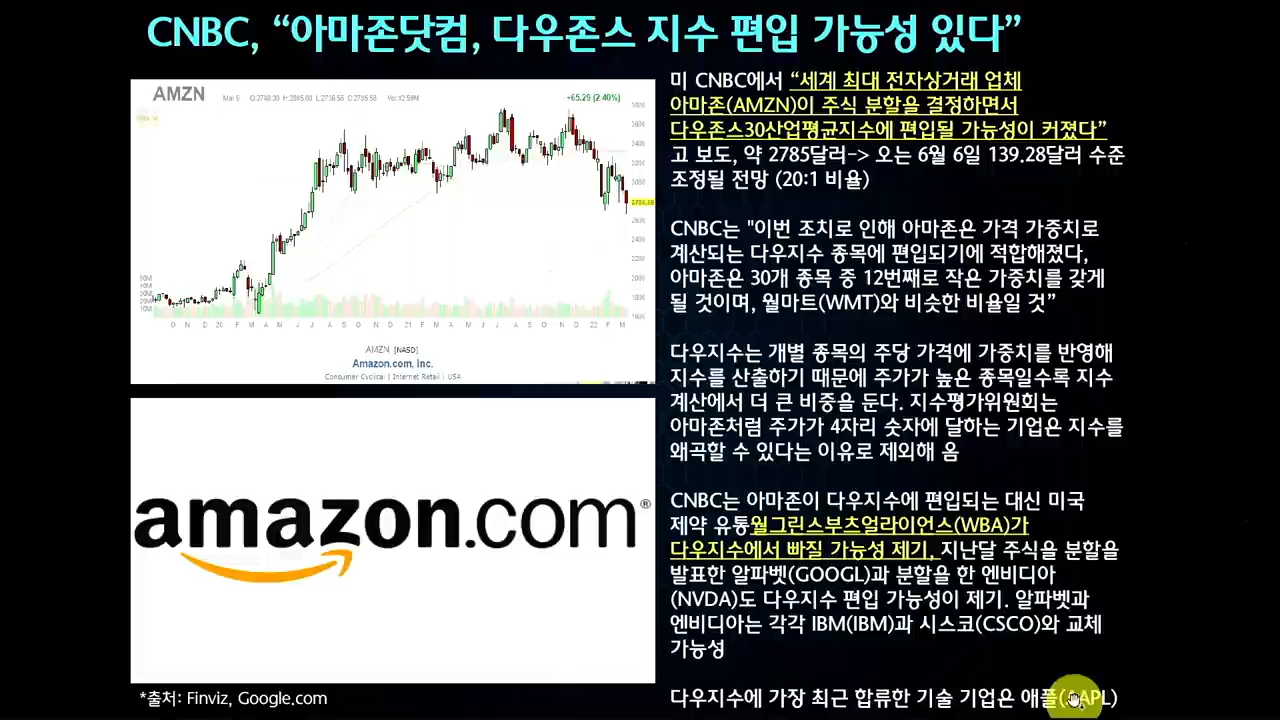 CNBC, “아마존닷컴, 다우존스 지수 편입 가능성 있다”
AMZN
+65.29 (2.40%)
3800
3400
3200
3000
2600
2400
2200
2000
1800
1600
50M
40M
30M
20M
10M
O N D 20 F M A M J J A S O N D 21 F M A M J J A S O N D 22 F M
AMZN [NASD]
Amazon.com, Inc.
Consumer Cyclical | Internet Retail | USA
amazon.com®
*출처: Finviz, Google.com
미 CNBC에서 “세계 최대 전자상거래 업체
아마존(AMZN)이 주식 분할을 결정하면서
다우존스30산업평균지수에 편입될 가능성이 커졌다”
고 보도, 약 2785달러-> 오는 6월 6일 139.28달러 수준
조정될 전망 (20:1 비율)
CNBC는 "이번 조치로 인해 아마존은 가격 가중치로
계산되는 다우지수 종목에 편입되기에 적합해졌다,
아마존은 30개 종목 중 12번째로 작은 가중치를 갖게
될 것이며, 월마트(WMT)와 비슷한 비율일 것”
다우지수는 개별 종목의 주당 가격에 가중치를 반영해
지수를 산출하기 때문에 주가가 높은 종목일수록 지수
계산에서 더 큰 비중을 둔다. 지수평가위원회는
아마존처럼 주가가 4자리 숫자에 달하는 기업은 지수를
왜곡할 수 있다는 이유로 제외해 옴
CNBC는 아마존이 다우지수에 편입되는 대신 미국
제약 유통월그린스부츠얼라이언스(WBA)가
다우지수에서 빠질 가능성 제기, 지난달 주식을 분할을
발표한 알파벳(GOOGL)과 분할을 한 엔비디아
(NVDA)도 다우지수 편입 가능성이 제기. 알파벳과
엔비디아는 각각 IBM(IBM)과 시스코(CSCO)와 교체
가능성
다우지수에 가장 최근 합류한 기술 기업은 애플(AAPL)